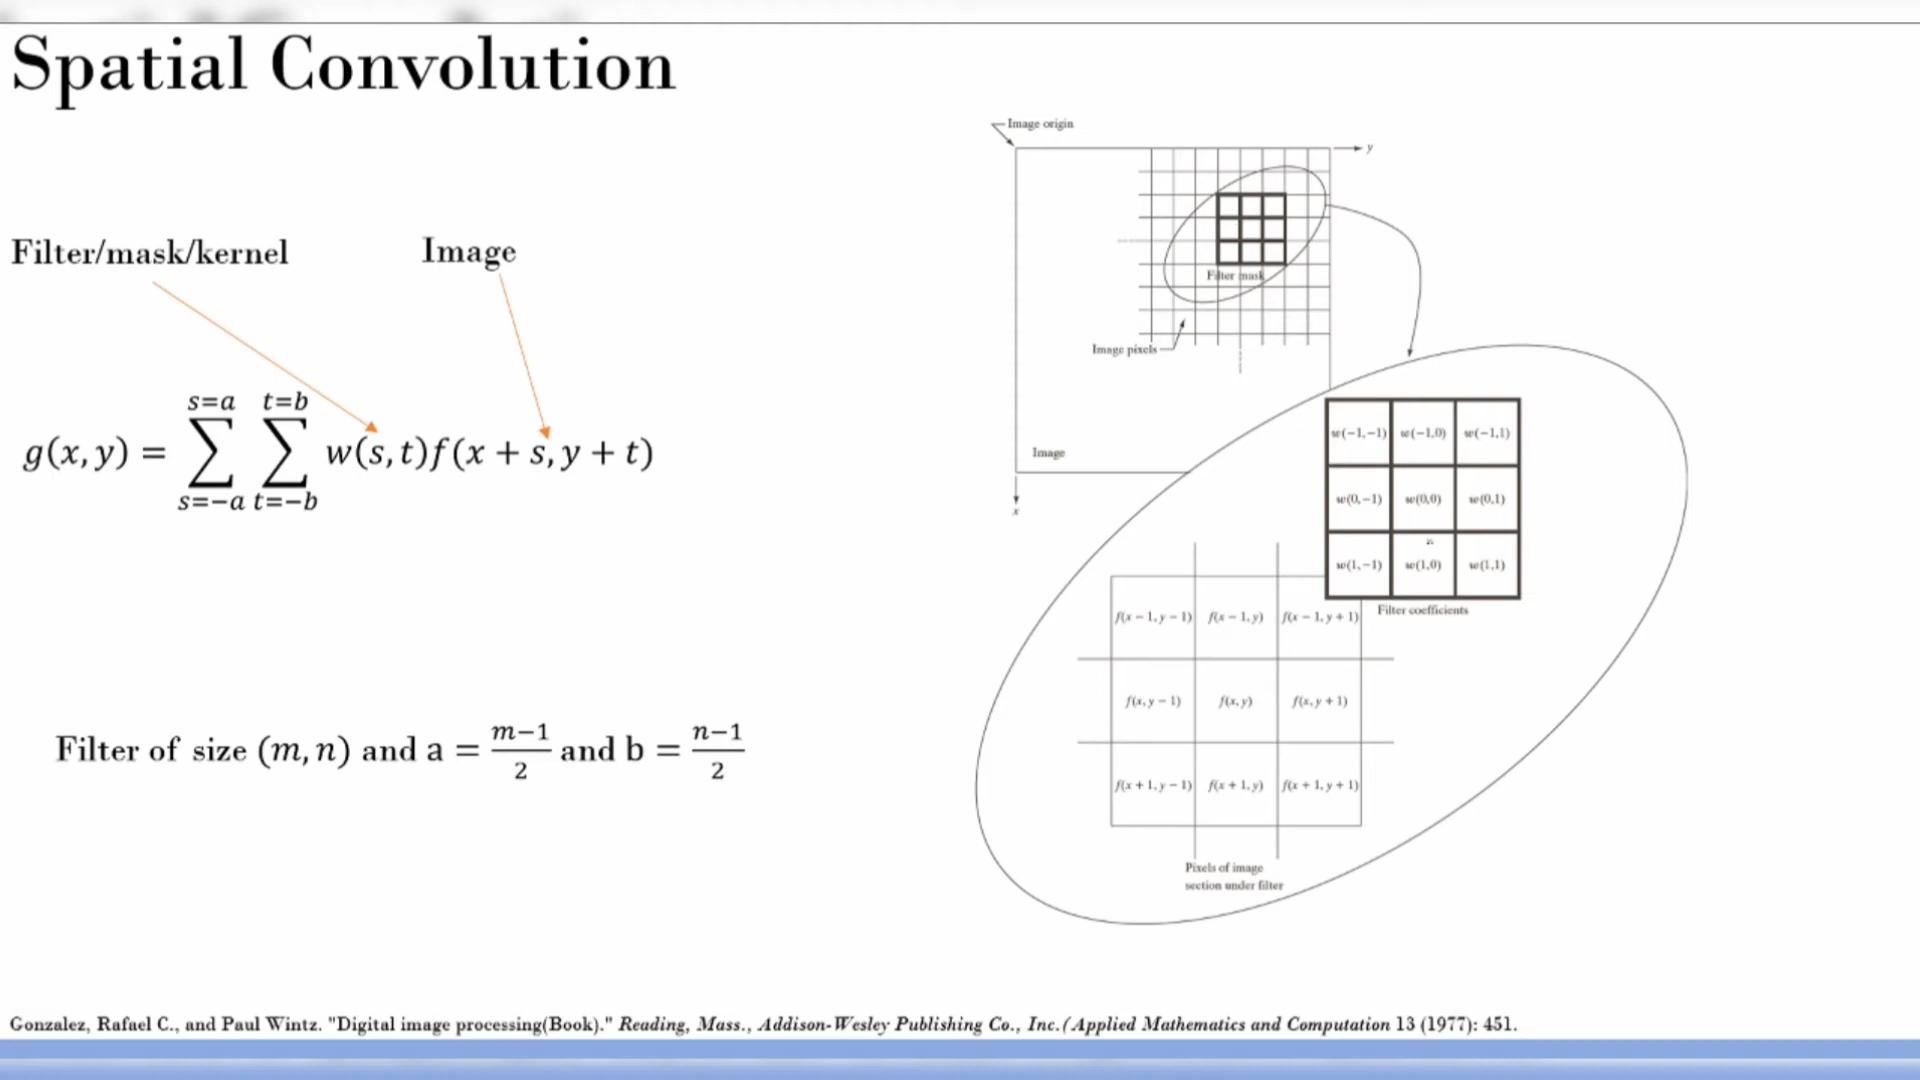 Spatial Convolution
Filter/mask/kernel
Image
g(x, y) = ∑_{s=−a}^{s=a} ∑_{t=−b}^{t=b} w(s, t)f(x + s, y + t)
Filter of size (m, n) and a = \frac{m−1}{2} and b = \frac{n−1}{2}
Image origin
y
Filter mask
Image pixels
Image
x
w(−1,−1) w(−1,0) w(−1,1)
w(0,−1) w(0,0) w(0,1)
w(1,−1) w(1,0) w(1,1)
Filter coefficients
f(x − 1, y − 1) f(x − 1, y) f(x − 1, y + 1)
f(x, y − 1) f(x, y) f(x, y + 1)
f(x + 1, y − 1) f(x + 1, y) f(x + 1, y + 1)
Pixels of image
section under filter
Gonzalez, Rafael C., and Paul Wintz. "Digital image processing(Book)." Reading, Mass., Addison-Wesley Publishing Co., Inc.(Applied Mathematics and Computation 13 (1977): 451.